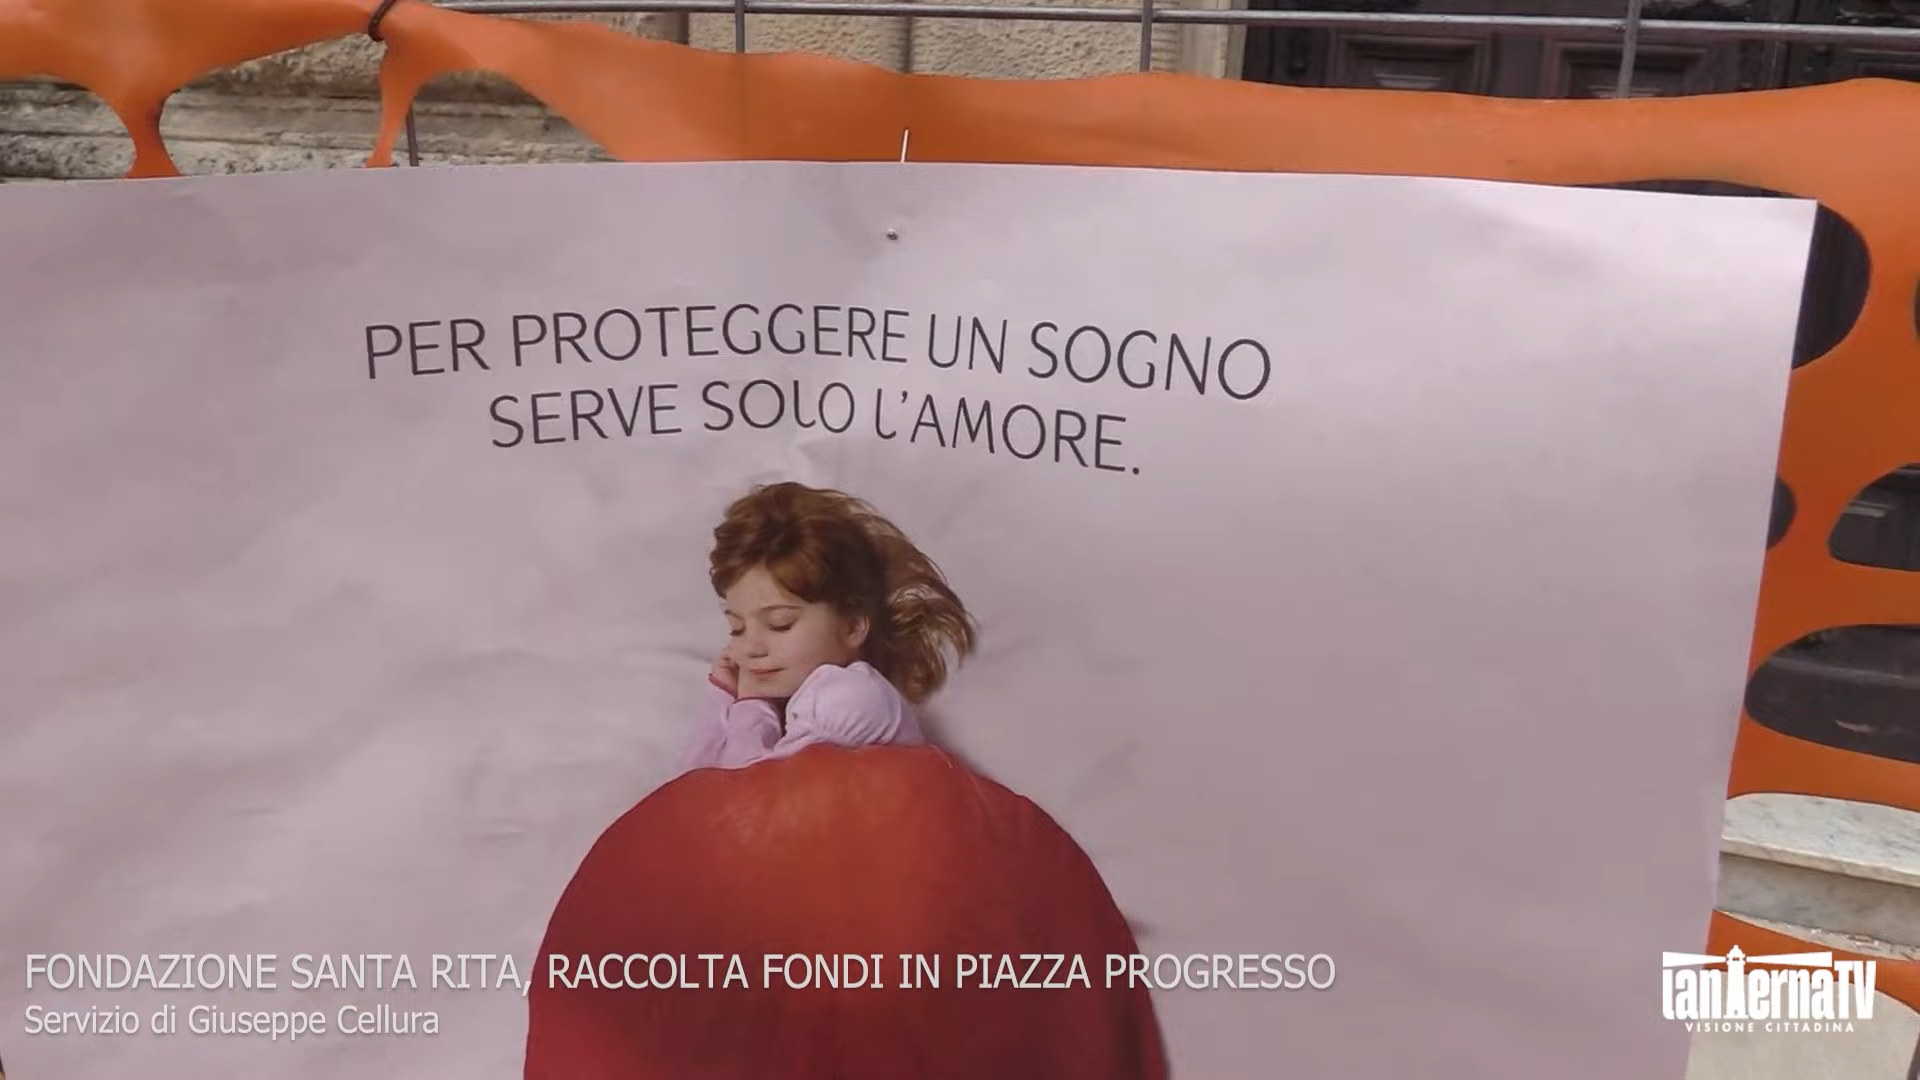 PER PROTEGGERE UN SOGNO
SERVE SOLO L'AMORE.
FONDAZIONE SANTA RITA, RACCOLTA FONDI IN PIAZZA PROGRESSO
Servizio di Giuseppe Cellura
lanternaTV
VISIONE CITTADINA